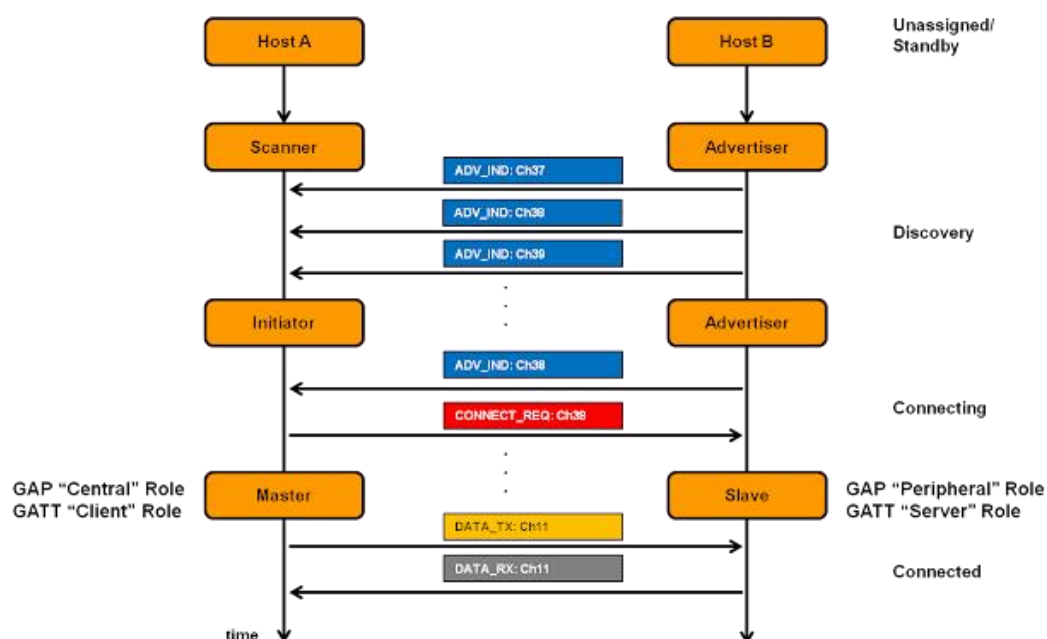 Host A
Host B
Unassigned/
Standby
Scanner
Advertiser
ADV_IND: Ch37
ADV_IND: Ch38
ADV_IND: Ch39
Discovery
Initiator
Advertiser
ADV_IND: Ch38
CONNECT_REQ: Ch38
Connecting
GAP “Central” Role
GATT “Client” Role
Master
Slave
GAP “Peripheral” Role
GATT “Server” Role
DATA_TX: Ch11
DATA_RX: Ch11
Connected
time